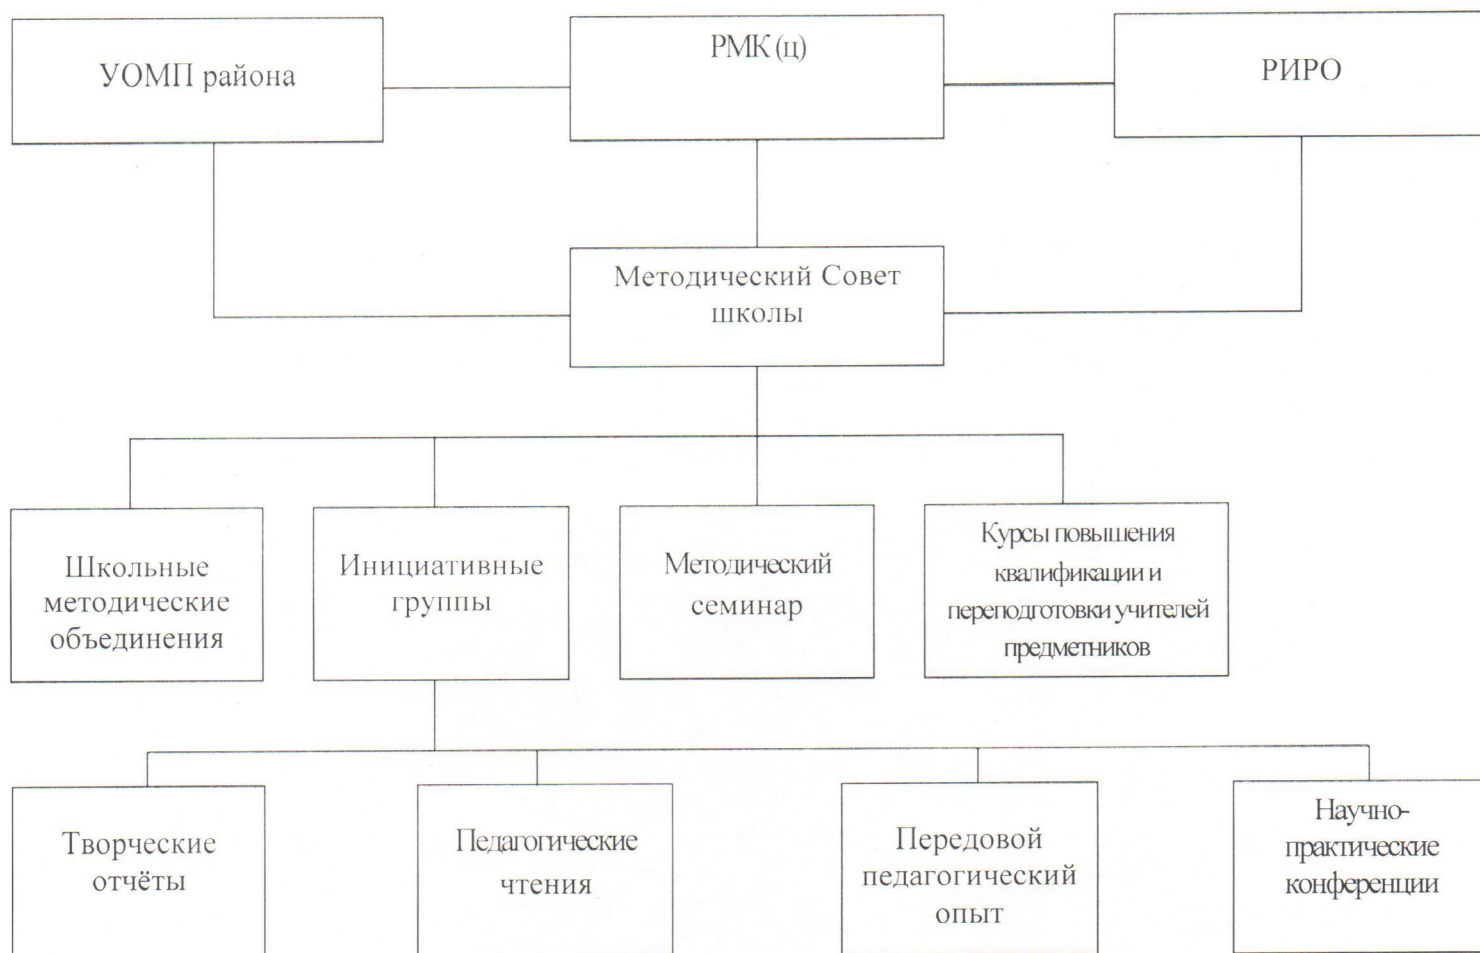 УОМП района
РМК (ц)
РИРО
Методический Совет
школы
Школьные
методические
объединения
Инициативные
группы
Методический
семинар
Курсы повышения
квалификации и
переподготовки учителей
предметников
Творческие
отчёты
Педагогические
чтения
Передовой
педагогический
опыт
Научно-
практические
конференции